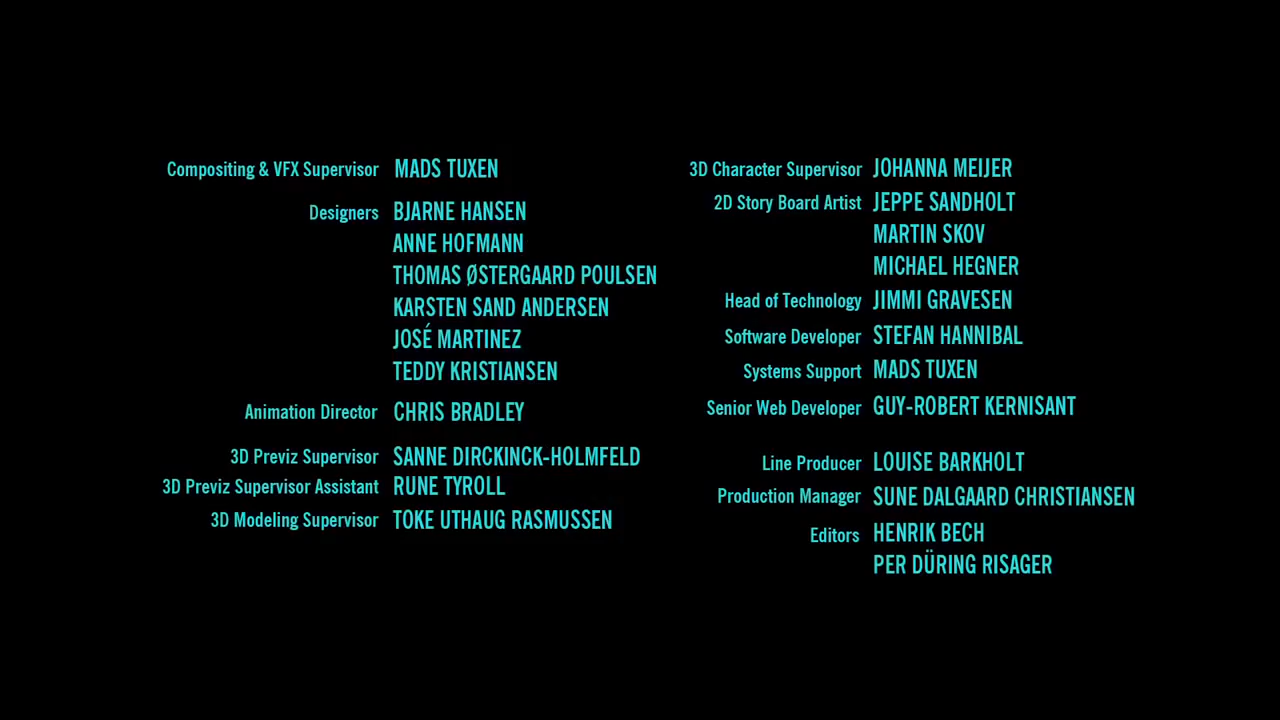 Compositing & VFX Supervisor MADS TUXEN
Designers BJARNE HANSEN
ANNE HOFMANN
THOMAS ØSTERGAARD POULSEN
KARSTEN SAND ANDERSEN
JOSÉ MARTINEZ
TEDDY KRISTIANSEN
Animation Director CHRIS BRADLEY
3D Previz Supervisor SANNE DIRCKINCK-HOLMFELD
3D Previz Supervisor Assistant RUNE TYROLL
3D Modeling Supervisor TOKE UTHAUG RASMUSSEN
3D Character Supervisor JOHANNA MEIJER
2D Story Board Artist JEPPE SANDHOLT
MARTIN SKOV
MICHAEL HEGNER
Head of Technology JIMMI GRAVESEN
Software Developer STEFAN HANNIBAL
Systems Support MADS TUXEN
Senior Web Developer GUY-ROBERT KERNISANT
Line Producer LOUISE BARKHOLT
Production Manager SUNE DALGAARD CHRISTIANSEN
Editors HENRIK BECH
PER DÜRING RISAGER